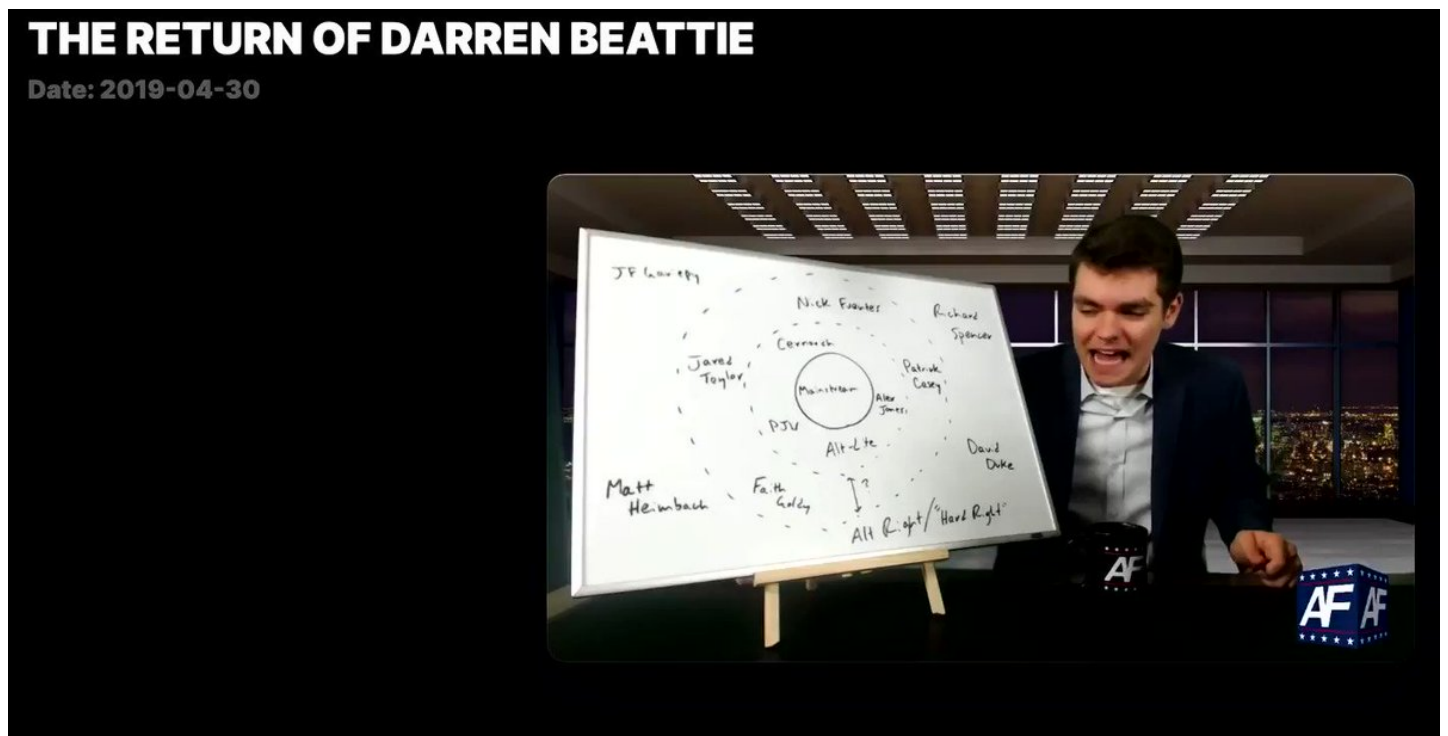 THE RETURN OF DARREN BEATTIE
Date: 2019-04-30
JF Gariepy
Nick Fuentes
Richard
Spencer
Cernovich
Jared
Taylor
Mainstream
Patrick
Casey
Alex
Jones
PJW
Alt-Lite
David
Duke
Matt
Heimbach
Faith
Goldy
?
Alt Right/"Hard Right"
AF
AF AF